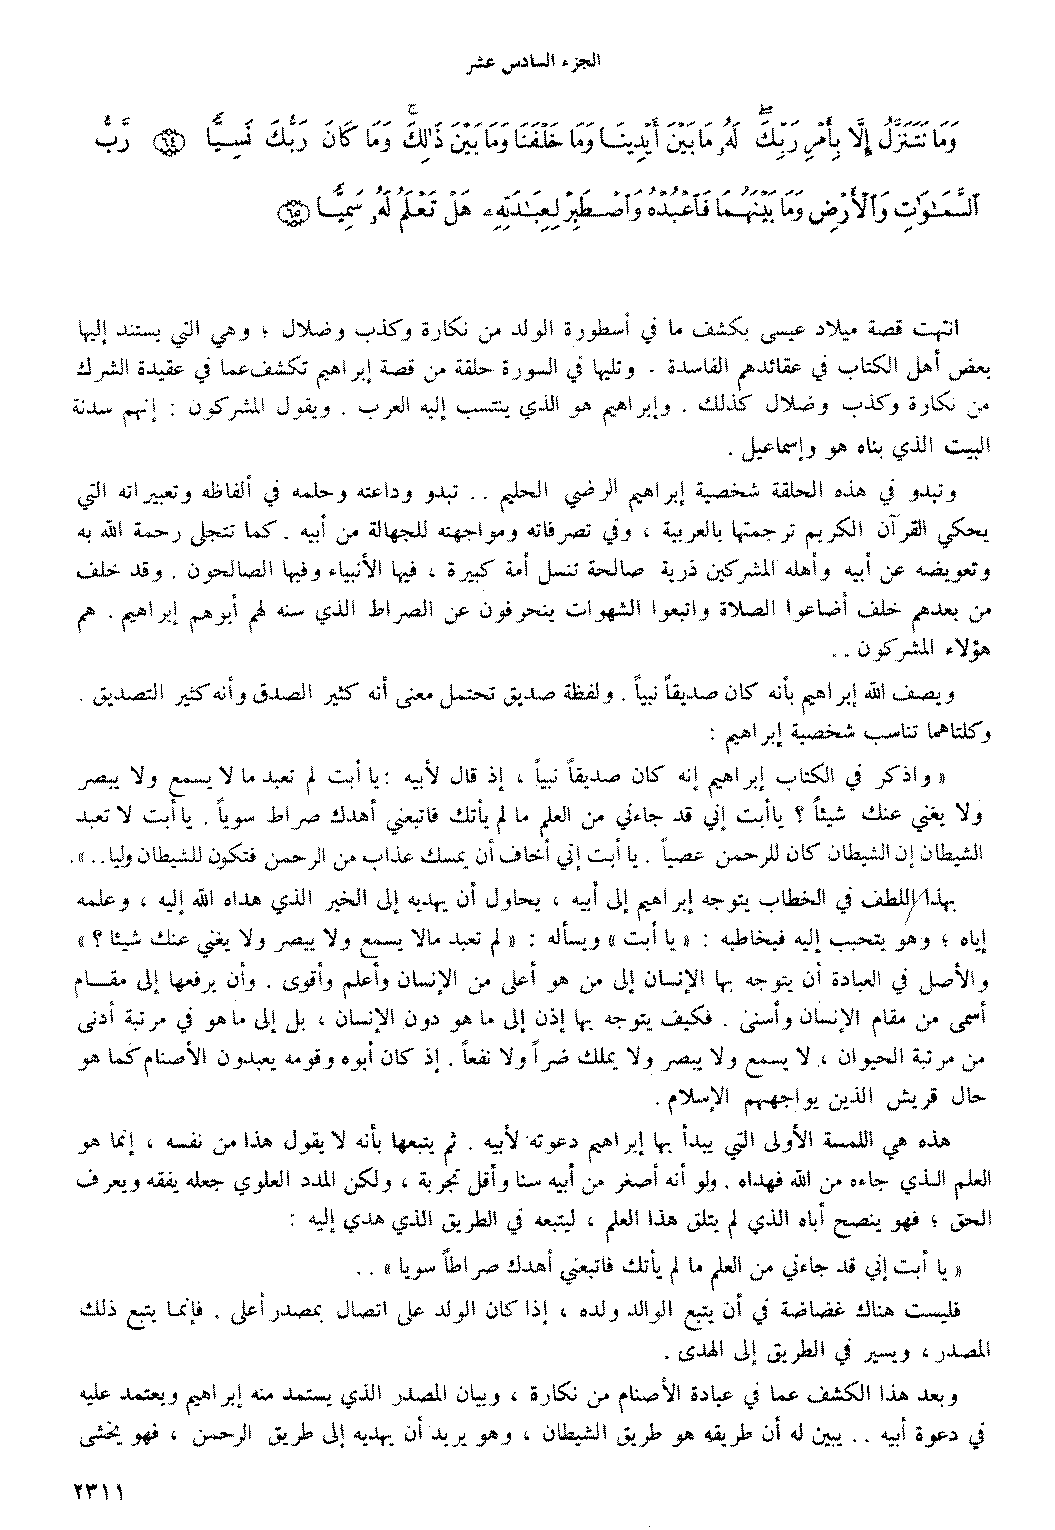 الجزء السادس عشر
وَمَا نَتَنَزَّلُ إِلَّا بِأَمْرِ رَبِّكَ ۖ لَهُۥ مَا بَيْنَ أَيْدِينَا وَمَا خَلْفَنَا وَمَا بَيْنَ ذَٰلِكَ ۚ وَمَا كَانَ رَبُّكَ نَسِيًّا ﴿٦٤﴾ رَّبُّ
ٱلسَّمَـٰوَٰتِ وَٱلْأَرْضِ وَمَا بَيْنَهُمَا فَٱعْبُدْهُ وَٱصْطَبِرْ لِعِبَـٰدَتِهِۦ هَلْ تَعْلَمُ لَهُۥ سَمِيًّا ﴿٦٥﴾
انتهت قصة ميلاد عيسى بكشف ما في أسطورة الولد من نكارة وكذب وضلال ؛ وهي التي يستند إليها
بعض أهل الكتاب في عقائدهم الفاسدة . وتليها في السورة حلقة من قصة إبراهيم تكشف عما في عقيدة الشرك
من نكارة وكذب وضلال كذلك . وإبراهيم هو الذي ينتسب إليه العرب . ويقول المشركون : إنهم سدنة
البيت الذي بناه هو وإسماعيل .
وتبدو في هذه الحلقة شخصية إبراهيم الرضي الحليم .. تبدو وداعته وحلمه في ألفاظه وتعبيراته التي
يحكي القرآن الكريم ترجمتها بالعربية ، وفي تصرفاته ومواجهته للجهالة من أبيه . كما تتجلى رحمة الله به
وتعويضه عن أبيه وأهله المشركين ذرية صالحة تنسل أمة كبيرة ، فيها الأنبياء وفيها الصالحون . وقد خلف
من بعدهم خلف أضاعوا الصلاة واتبعوا الشهوات ينحرفون عن الصراط الذي سنه لهم أبوهم إبراهيم . هم
هؤلاء المشركون ..
ويصف الله إبراهيم بأنه كان صديقاً نبياً . ولفظة صديق تحتمل معنى أنه كثير الصدق وأنه كثير التصديق .
وكلتاهما تناسب شخصية إبراهيم :
« واذكر في الكتاب إبراهيم إنه كان صديقاً نبياً ، إذ قال لأبيه : يا أبت لم تعبد ما لا يسمع ولا يبصر
ولا يغني عنك شيئاً ؟ ياأبت إني قد جاءني من العلم ما لم يأتك فاتبعني أهدك صراط سوياً . يا أبت لا تعبد
الشيطان إن الشيطان كان للرحمن عصياً . يا أبت إني أخاف أن يمسك عذاب من الرحمن فتكون للشيطان وليا.. ».
بهذا اللطف في الخطاب يتوجه إبراهيم إلى أبيه ، يحاول أن يهديه إلى الخير الذي هداه الله إليه ، وعلمه
إياه ؛ وهو يتحبب إليه فيخاطبه : « يا أبت » ويسأله : « لم تعبد مالا يسمع ولا يبصر ولا يغني عنك شيئا ؟ »
والأصل في العبادة أن يتوجه بها الإنسان إلى من هو أعلى من الإنسان وأعلم وأقوى . وأن يرفعها إلى مقام
أسمى من مقام الإنسان وأسنى . فكيف يتوجه بها إذن إلى ما هو دون الإنسان ، بل إلى ما هو في مرتبة أدنى
من مرتبة الحيوان ، لا يسمع ولا يبصر ولا يملك ضراً ولا نفعاً . إذ كان أبوه وقومه يعبدون الأصنام كما هو
حال قريش الذين يواجههم الإسلام .
هذه هي اللمسة الأولى التي يبدأ بها إبراهيم دعوته لأبيه . ثم يتبعها بأنه لا يقول هذا من نفسه ، إنما هو
العلم الذي جاءه من الله فهداه . ولو أنه أصغر من أبيه سنا وأقل تجربة ، ولكن المدد العلوي جعله يفقه ويعرف
الحق ؛ فهو ينصح أباه الذي لم يتلق هذا العلم ، ليتبعه في الطريق الذي هدي إليه :
« يا أبت إني قد جاءني من العلم ما لم يأتك فاتبعني أهدك صراطاً سويا » ..
فليست هناك غضاضة في أن يتبع الوالد ولده ، إذا كان الولد على اتصال بمصدر أعلى . فإنما يتبع ذلك
المصدر ، ويسير في الطريق إلى الهدى .
وبعد هذا الكشف عما في عبادة الأصنام من نكارة ، وبيان المصدر الذي يستمد منه إبراهيم ويعتمد عليه
في دعوة أبيه .. يبين له أن طريقه هو طريق الشيطان ، وهو يريد أن يهديه إلى طريق الرحمن ، فهو يخشى
٢٣١١